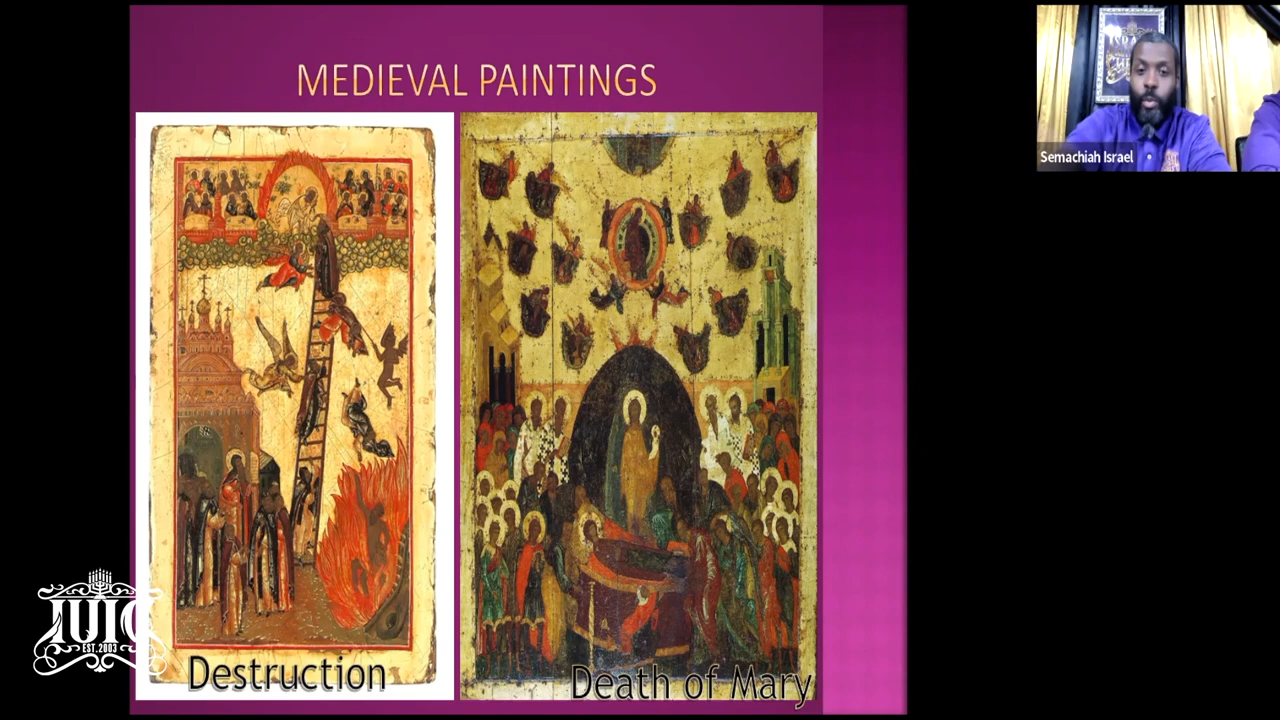 MEDIEVAL PAINTINGS
Semachiah Israel
Destruction
Death of Mary
IUIC
EST. 2003